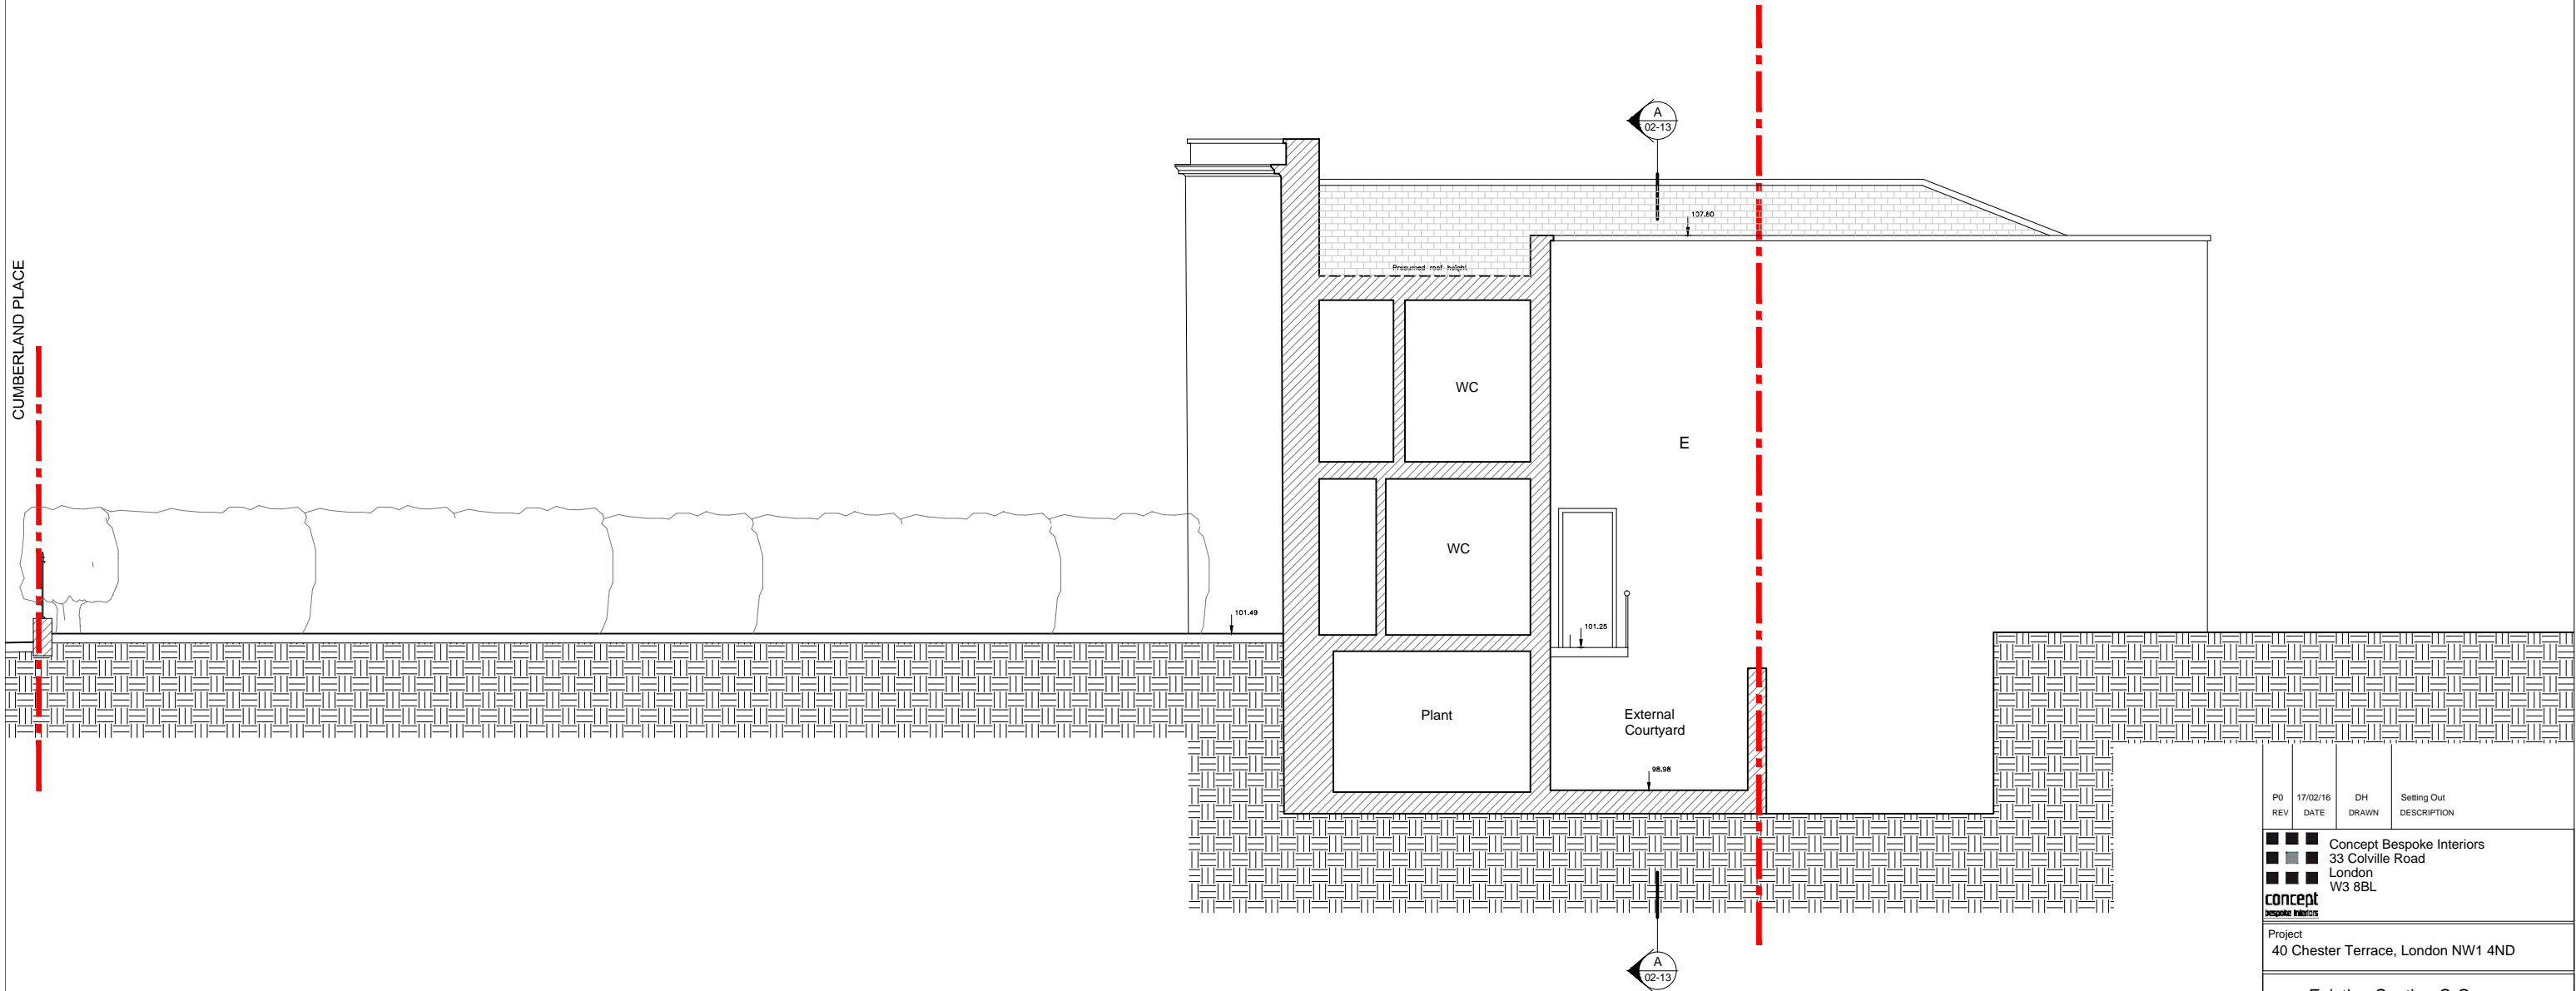 CUMBERLAND PLACE
A
02-13
107.80
Presumed roof height
WC
E
WC
101.49
101.25
Plant
External
Courtyard
98.98
A
02-13
P0 17/02/16 DH Setting Out
REV DATE DRAWN DESCRIPTION
Concept Bespoke Interiors
33 Colville Road
London
W3 8BL
concept
bespoke interiors
Project
40 Chester Terrace, London NW1 4ND